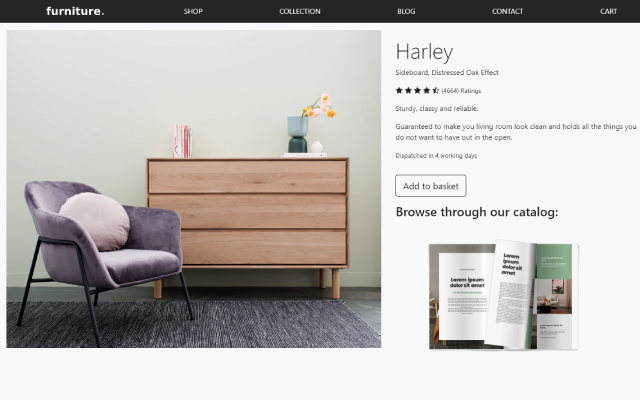 furniture.
SHOP
COLLECTION
BLOG
CONTACT
CART
Harley
Sideboard, Distressed Oak Effect
(4664) Ratings
Sturdy, classy and reliable.
Guaranteed to make you living room look clean and holds all the things you
do not want to have out in the open.
Dispatched in 4 working days
Add to basket
Browse through our catalog:
Lorem ipsum
dolor sit amet
Lorem
ipsum
dolor sit
amet